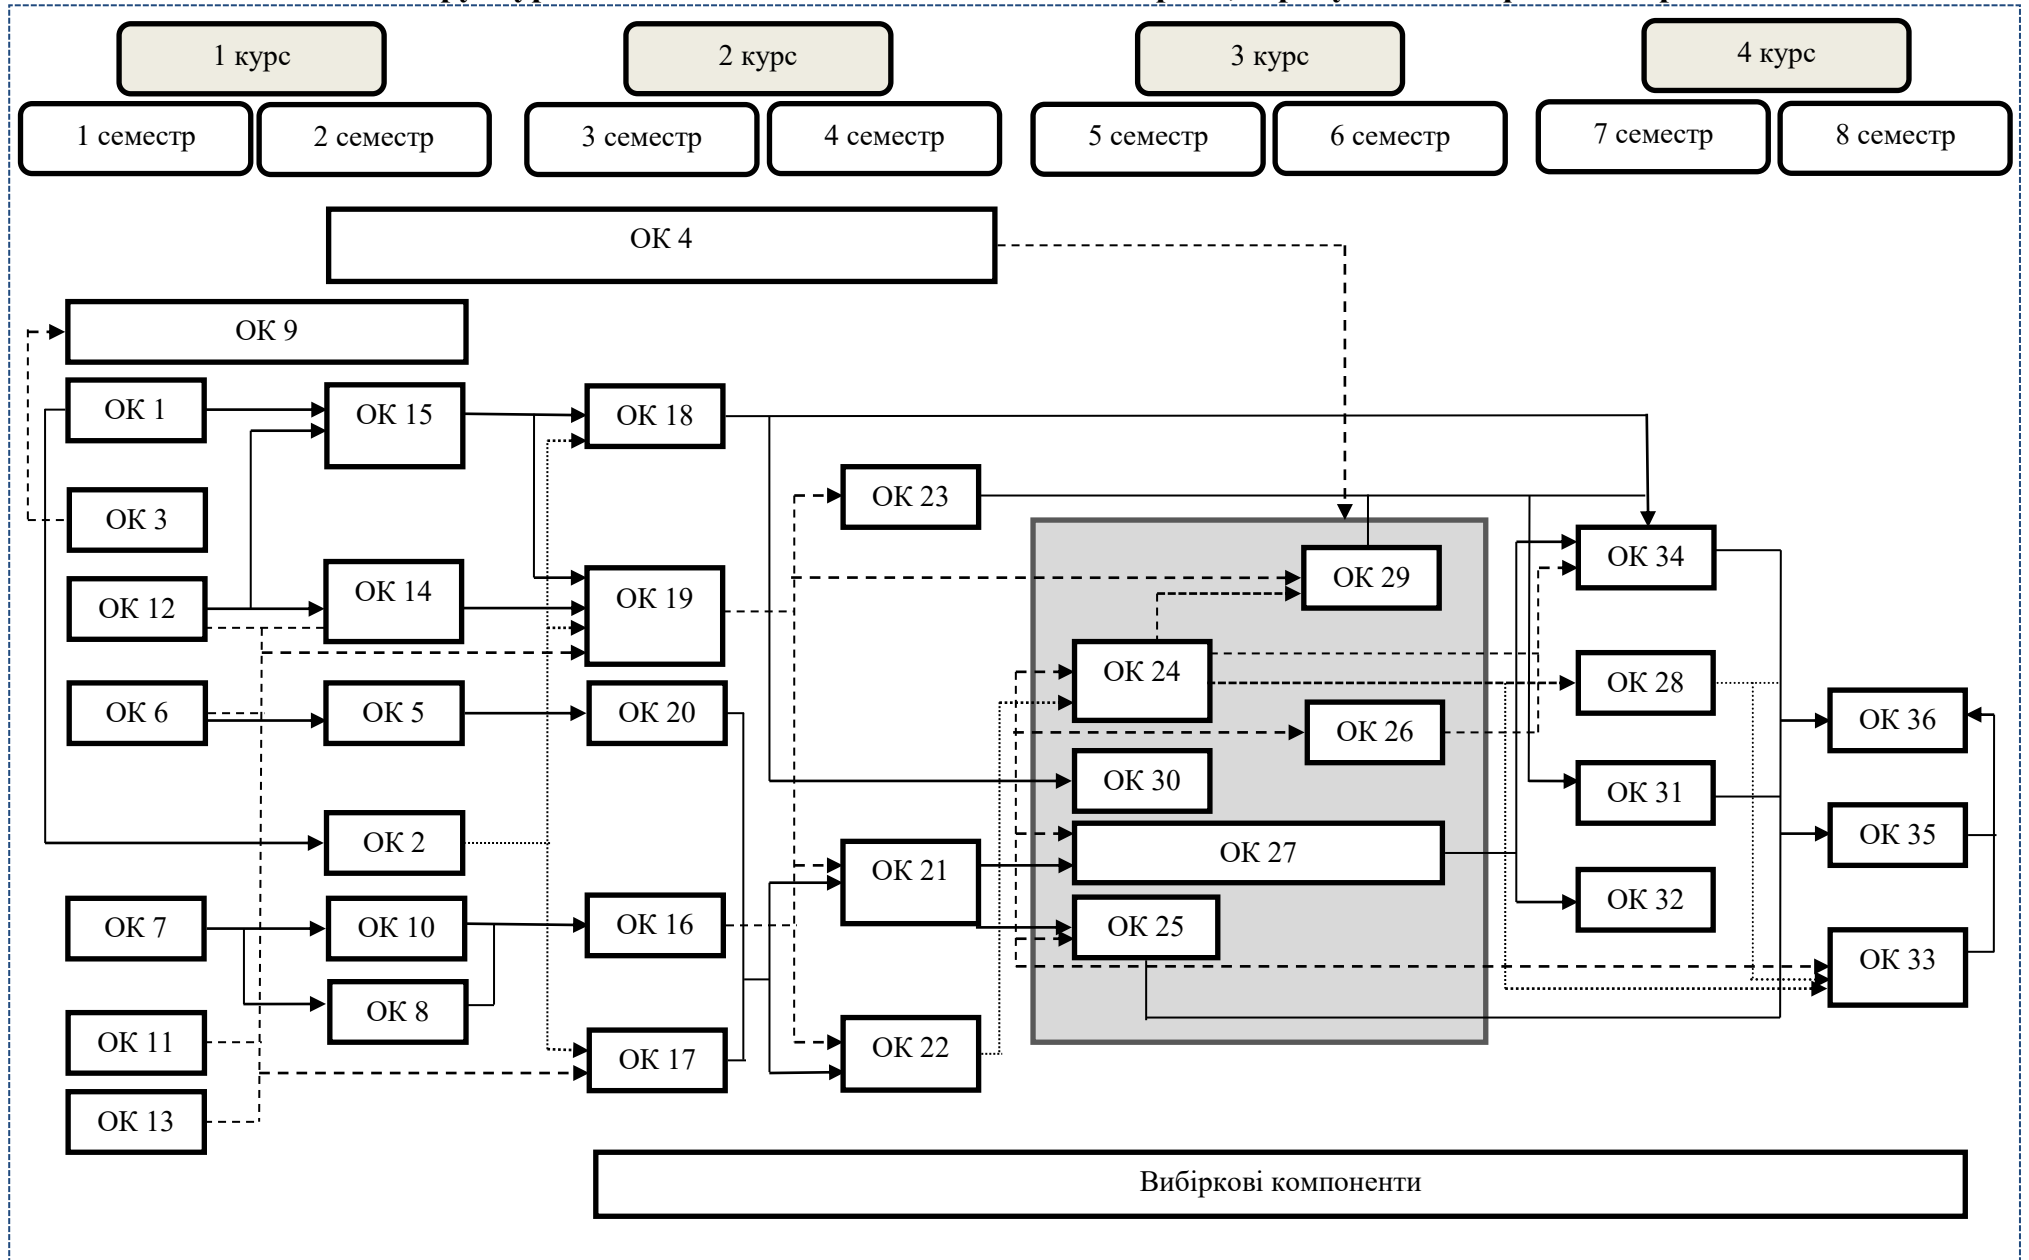 1 курс 2 курс 3 курс 4 курс
1 семестр 2 семестр 3 семестр 4 семестр 5 семестр 6 семестр 7 семестр 8 семестр
ОК 4
ОК 9
ОК 1 ОК 15 ОК 18
ОК 23
ОК 3
ОК 34
ОК 29
ОК 12 ОК 14 ОК 19
ОК 24 ОК 28
ОК 6 ОК 5 ОК 20 ОК 26 ОК 36
ОК 30 ОК 31
ОК 2 ОК 27 ОК 35
ОК 21
ОК 32
ОК 7 ОК 10 ОК 16 ОК 25
ОК 33
ОК 8
ОК 11 ОК 17 ОК 22
ОК 13
Вибіркові компоненти